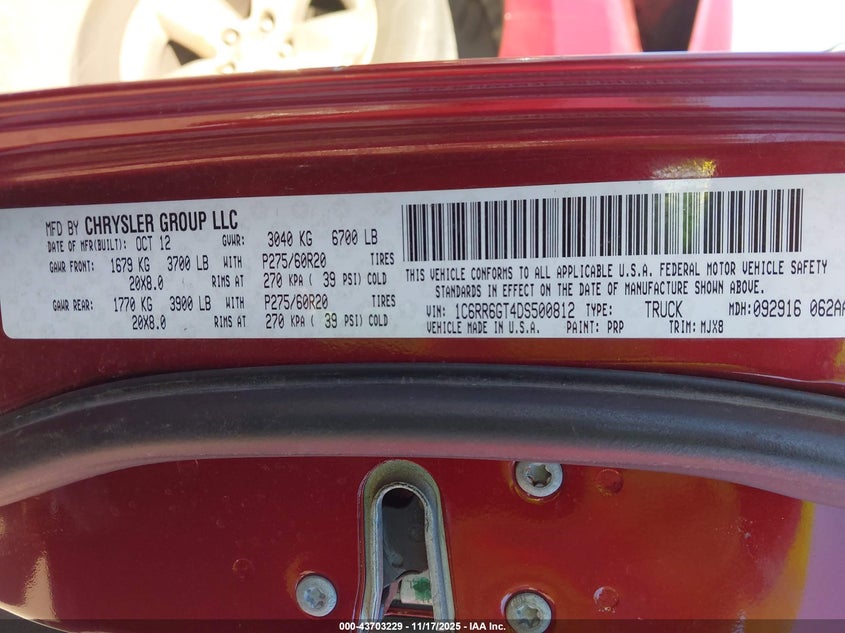 MFD BY CHRYSLER GROUP LLC
DATE OF MFR(BUILT): OCT 12 GVWR: 3040 KG 6700 LB
GAWR FRONT: 1679 KG 3700 LB WITH P275/60R20 TIRES
20X8.0 RIMS AT 270 KPA ( 39 PSI) COLD
GAWR REAR: 1770 KG 3900 LB WITH P275/60R20 TIRES
20X8.0 RIMS AT 270 KPA ( 39 PSI) COLD
THIS VEHICLE CONFORMS TO ALL APPLICABLE U.S.A. FEDERAL MOTOR VEHICLE SAFETY
STANDARDS IN EFFECT ON THE DATE OF MANUFACTURE SHOWN ABOVE.
VIN: 1C6RR6GT4DS500812 TYPE: TRUCK MDH: 092916 062AA
VEHICLE MADE IN U.S.A. PAINT: PRP TRIM: MJX8
000-43703229 - 11/17/2025 - IAA Inc.